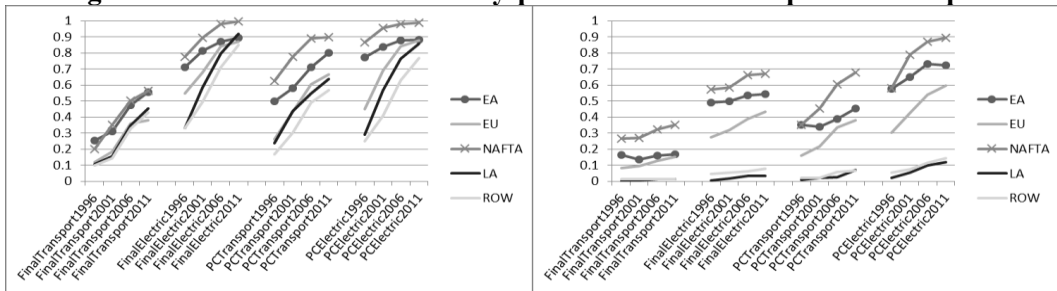 1
0.9
0.8
0.7
0.6
0.5
0.4
0.3
0.2
0.1
0
FinalTransport1996
FinalTransport2001
FinalTransport2006
FinalTransport2011
FinalElectric1996
FinalElectric2001
FinalElectric2006
FinalElectric2011
PCTransport1996
PCTransport2001
PCTransport2006
PCTransport2011
PCElectric1996
PCElectric2001
PCElectric2006
PCElectric2011
EA
EU
NAFTA
LA
ROW
1
0.9
0.8
0.7
0.6
0.5
0.4
0.3
0.2
0.1
0
FinalTransport1996
FinalTransport2001
FinalTransport2006
FinalTransport2011
FinalElectric1996
FinalElectric2001
FinalElectric2006
FinalElectric2011
PCTransport1996
PCTransport2001
PCTransport2006
PCTransport2011
PCElectric1996
PCElectric2001
PCElectric2006
PCElectric2011
EA
EU
NAFTA
LA
ROW